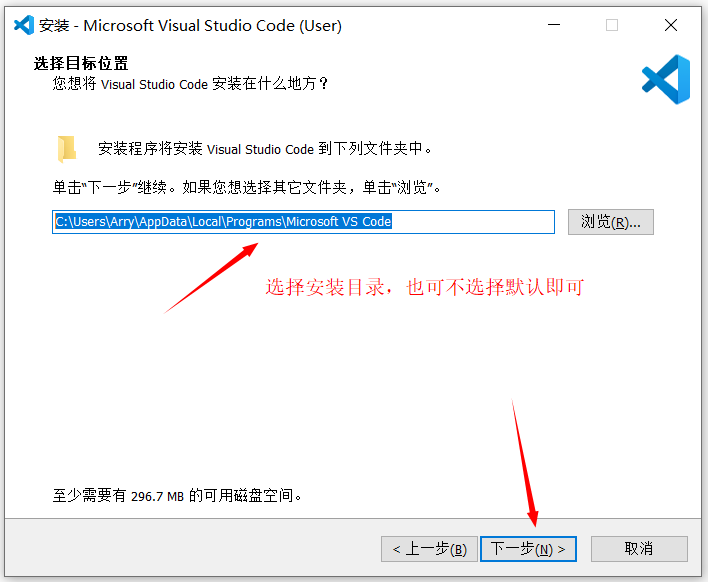 安装 - Microsoft Visual Studio Code (User)
选择目标位置
您想将 Visual Studio Code 安装在什么地方？
安装程序将安装 Visual Studio Code 到下列文件夹中。
单击“下一步”继续。如果您想选择其它文件夹，单击“浏览”。
C:\Users\Arry\AppData\Local\Programs\Microsoft VS Code
浏览(R)...
选择安装目录，也可不选择默认即可
至少需要有 296.7 MB 的可用磁盘空间。
< 上一步(B) 下一步(N) > 取消